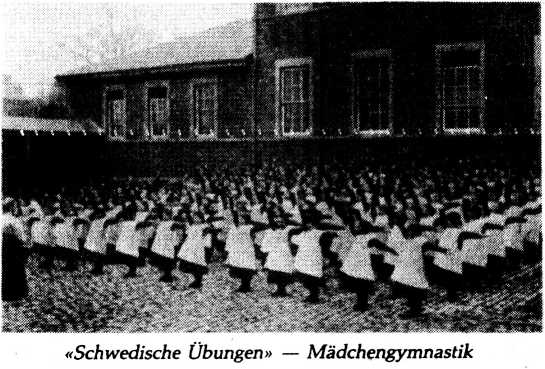 «Schwedische Übungen» — Mädchengymnastik